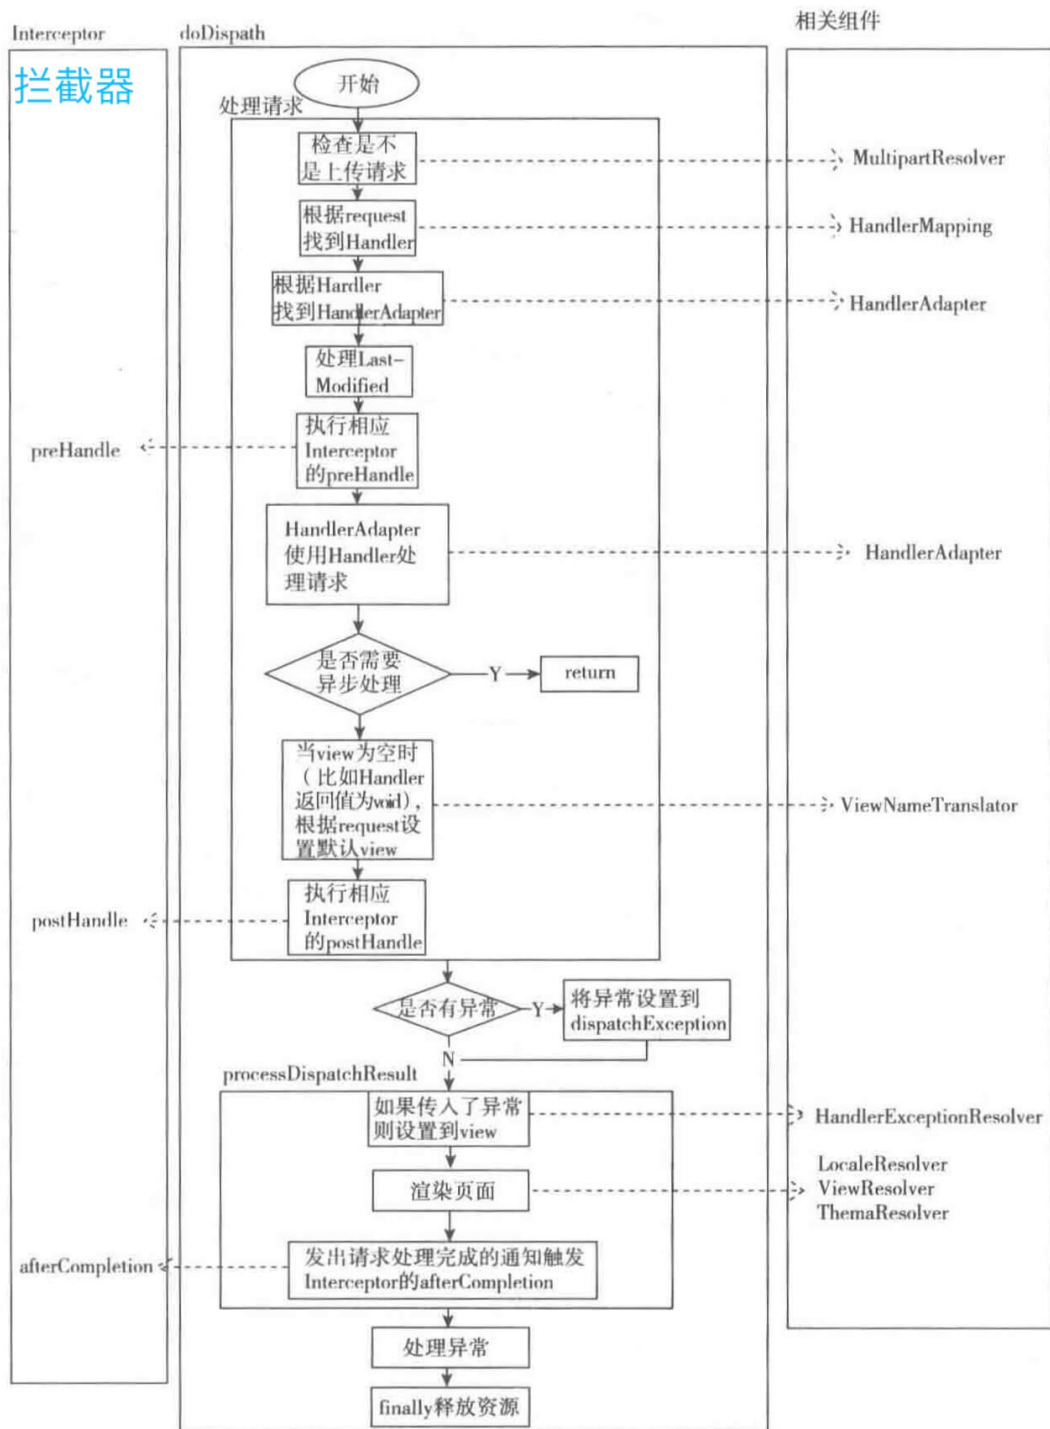 相关组件
Interceptor
doDispath
拦截器
开始
处理请求
检查是不
是上传请求
MultipartResolver
根据request
找到Handler
HandlerMapping
根据Hardler
找到HandlerAdapter
HandlerAdapter
处理Last-
Modified
执行相应
Interceptor
的preHandle
preHandle
HandlerAdapter
使用Handler处
理请求
HandlerAdapter
是否需要
异步处理
Y
return
当view为空时
(比如Handler
返回值为void),
根据request设
置默认view
ViewNameTranslator
执行相应
Interceptor
的postHandle
postHandle
是否有异常
Y
将异常设置到
dispatchException
N
processDispatchResult
如果传入了异常
则设置到view
HandlerExceptionResolver
渲染页面
LocaleResolver
ViewResolver
ThemaResolver
发出请求处理完成的通知触发
Interceptor的afterCompletion
afterCompletion
处理异常
finally释放资源